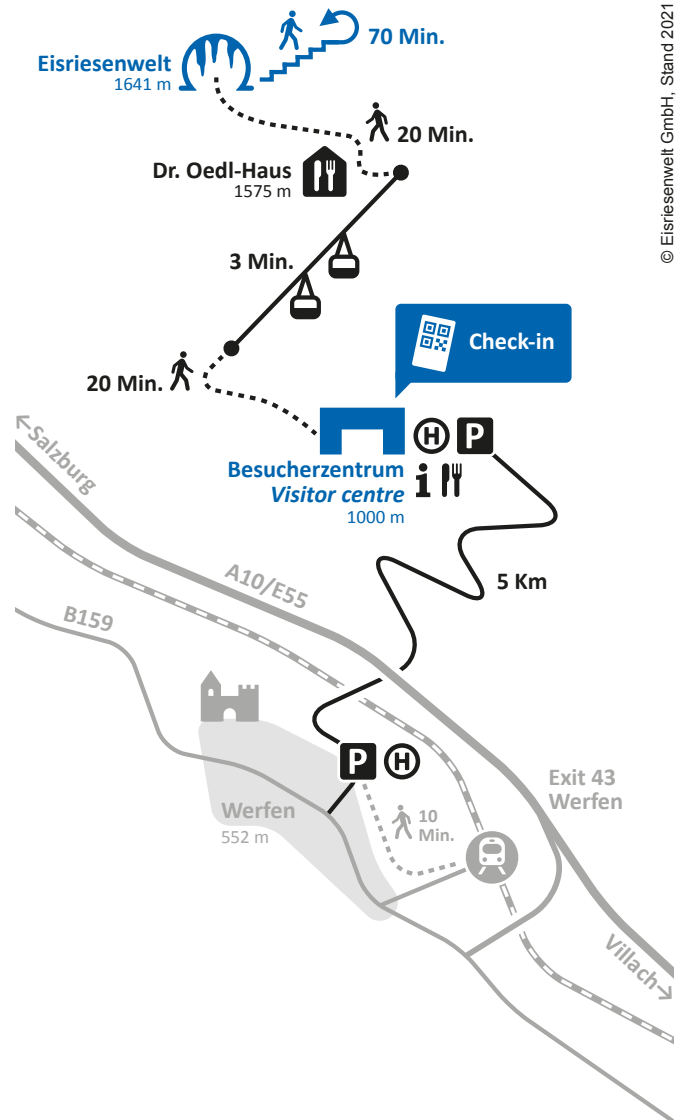 © Eisriesenwelt GmbH, Stand 2021
70 Min.
Eisriesenwelt
1641 m
20 Min.
Dr. Oedl-Haus
1575 m
3 Min.
Check-in
20 Min.
H P
Besucherzentrum
Visitor centre
1000 m
i
←Salzburg
A10/E55
5 Km
B159
P H
Exit 43
Werfen
Werfen
552 m
10
Min.
Villach→